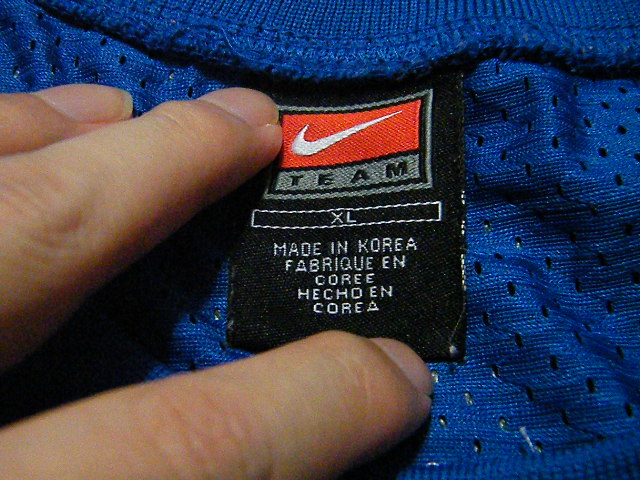 TEAM
XL
MADE IN KOREA
FABRIQUE EN
COREE
HECHO EN
COREA